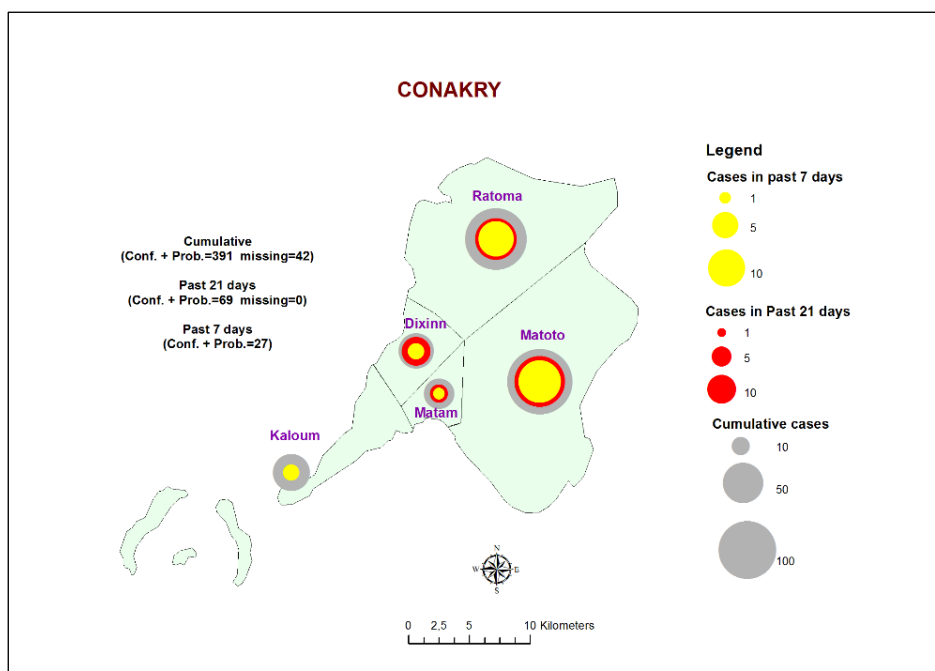 CONAKRY
Ratoma
Cumulative
(Conf. + Prob.=391 missing=42)
Past 21 days
(Conf. + Prob.=69 missing=0)
Past 7 days
(Conf. + Prob.=27)
Dixinn
Matoto
Matam
Kaloum
Legend
Cases in past 7 days
1
5
10
Cases in Past 21 days
1
5
10
Cumulative cases
10
50
100
N
W E
S
0 2,5 5 10 Kilometers